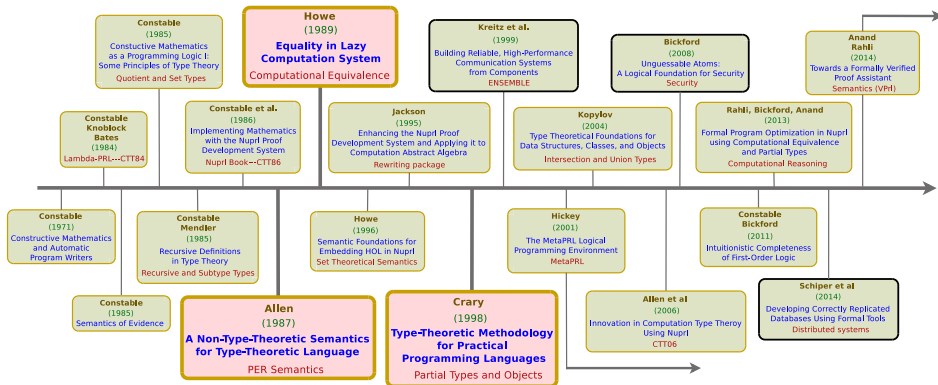 Constable
(1985)
Constuctive Mathematics
as a Programming Logic I:
Some Principles of Type Theory
Quotient and Set Types
Howe
(1989)
Equality in Lazy
Computation System
Computational Equivalence
Kreitz et al.
(1999)
Building Reliable, High-Performance
Communication Systems
from Components
ENSEMBLE
Bickford
(2008)
Unguessable Atoms:
A Logical Foundation for Security
Security
Anand
Rahli
(2014)
Towards a Formally Verified
Proof Assistant
Semantics (VPrl)
Constable
Knoblock
Bates
(1984)
Lambda-PRL---CTT84
Constable et al.
(1986)
Implementing Mathematics
with the Nuprl Proof
Development System
Nuprl Book---CTT86
Jackson
(1995)
Enhancing the Nuprl Proof
Development System and Applying it to
Computation Abstract Algebra
Rewriting package
Kopylov
(2004)
Type Theoretical Foundations for
Data Structures, Classes, and Objects
Intersection and Union Types
Rahli, Bickford, Anand
(2013)
Formal Program Optimization in Nuprl
using Computational Equivalence
and Partial Types
Computational Reasoning
Constable
(1971)
Constructive Mathematics
and Automatic
Program Writers
Constable
Mendler
(1985)
Recursive Definitions
in Type Theory
Recursive and Subtype Types
Howe
(1996)
Semantic Foundations for
Embedding HOL in Nuprl
Set Theoretical Semantics
Hickey
(2001)
The MetaPRL Logical
Programming Environment
MetaPRL
Constable
Bickford
(2011)
Intuitionistic Completeness
of First-Order Logic
Constable
(1985)
Semantics of Evidence
Allen
(1987)
A Non-Type-Theoretic Semantics
for Type-Theoretic Language
PER Semantics
Crary
(1998)
Type-Theoretic Methodology
for Practical
Programming Languages
Partial Types and Objects
Allen et al
(2006)
Innovation in Computation Type Theroy
Using Nuprl
CTT06
Schiper et al
(2014)
Developing Correctly Replicated
Databases Using Formal Tools
Distributed systems